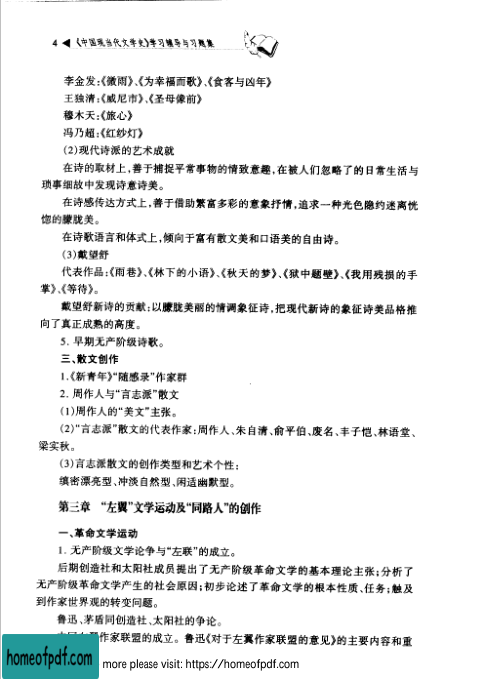 4 ◀ 《中国现当代文学史》学习辅导与习题集
李金发:《微雨》、《为幸福而歌》、《食客与凶年》
王独清:《威尼市》、《圣母像前》
穆木天:《旅心》
冯乃超:《红纱灯》
(2)现代诗派的艺术成就
在诗的取材上,善于捕捉平常事物的情致意趣,在被人们忽略了的日常生活与
琐事细故中发现诗意诗美。
在诗感传达方式上,善于借助繁富多彩的意象抒情,追求一种光色隐约迷离恍
惚的朦胧美。
在诗歌语言和体式上,倾向于富有散文美和口语美的自由诗。
(3)戴望舒
代表作品:《雨巷》、《林下的小语》、《秋天的梦》、《狱中题壁》、《我用残损的手
掌》、《等待》。
戴望舒新诗的贡献:以朦胧美丽的情调象征诗,把现代新诗的象征诗美品格推
向了真正成熟的高度。
5. 早期无产阶级诗歌。
三、散文创作
1.《新青年》“随感录”作家群
2. 周作人与“言志派”散文
(1)周作人的“美文”主张。
(2)“言志派”散文的代表作家:周作人、朱自清、俞平伯、废名、丰子恺、林语堂、
梁实秋。
(3)言志派散文的创作类型和艺术个性;
缜密漂亮型、冲淡自然型、闲适幽默型。
第三章 “左翼”文学运动及“同路人”的创作
一、革命文学运动
1. 无产阶级文学论争与“左联”的成立。
后期创造社和太阳社成员提出了无产阶级革命文学的基本理论主张;分析了
无产阶级革命文学产生的社会原因;初步论述了革命文学的根本性质、任务;触及
到作家世界观的转变问题。
鲁迅、茅盾同创造社、太阳社的争论。
作家联盟的成立。鲁迅《对于左翼作家联盟的意见》的主要内容和重
homeofpdf.com
more please visit: https://homeofpdf.com